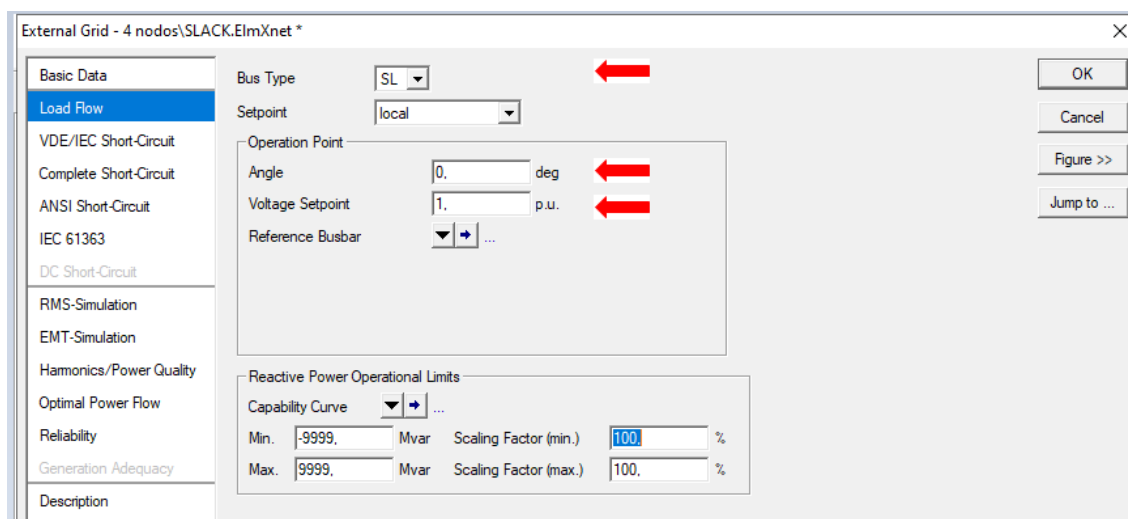 External Grid - 4 nodos\SLACK.ElmXnet *
Basic Data
Load Flow
VDE/IEC Short-Circuit
Complete Short-Circuit
ANSI Short-Circuit
IEC 61363
DC Short-Circuit
RMS-Simulation
EMT-Simulation
Harmonics/Power Quality
Optimal Power Flow
Reliability
Generation Adequacy
Description
Bus Type SL
Setpoint local
Operation Point
Angle 0, deg
Voltage Setpoint 1, p.u.
Reference Busbar ...
Reactive Power Operational Limits
Capability Curve ...
Min. -9999, Mvar Scaling Factor (min.) 100, %
Max. 9999, Mvar Scaling Factor (max.) 100, %
OK
Cancel
Figure >>
Jump to ...